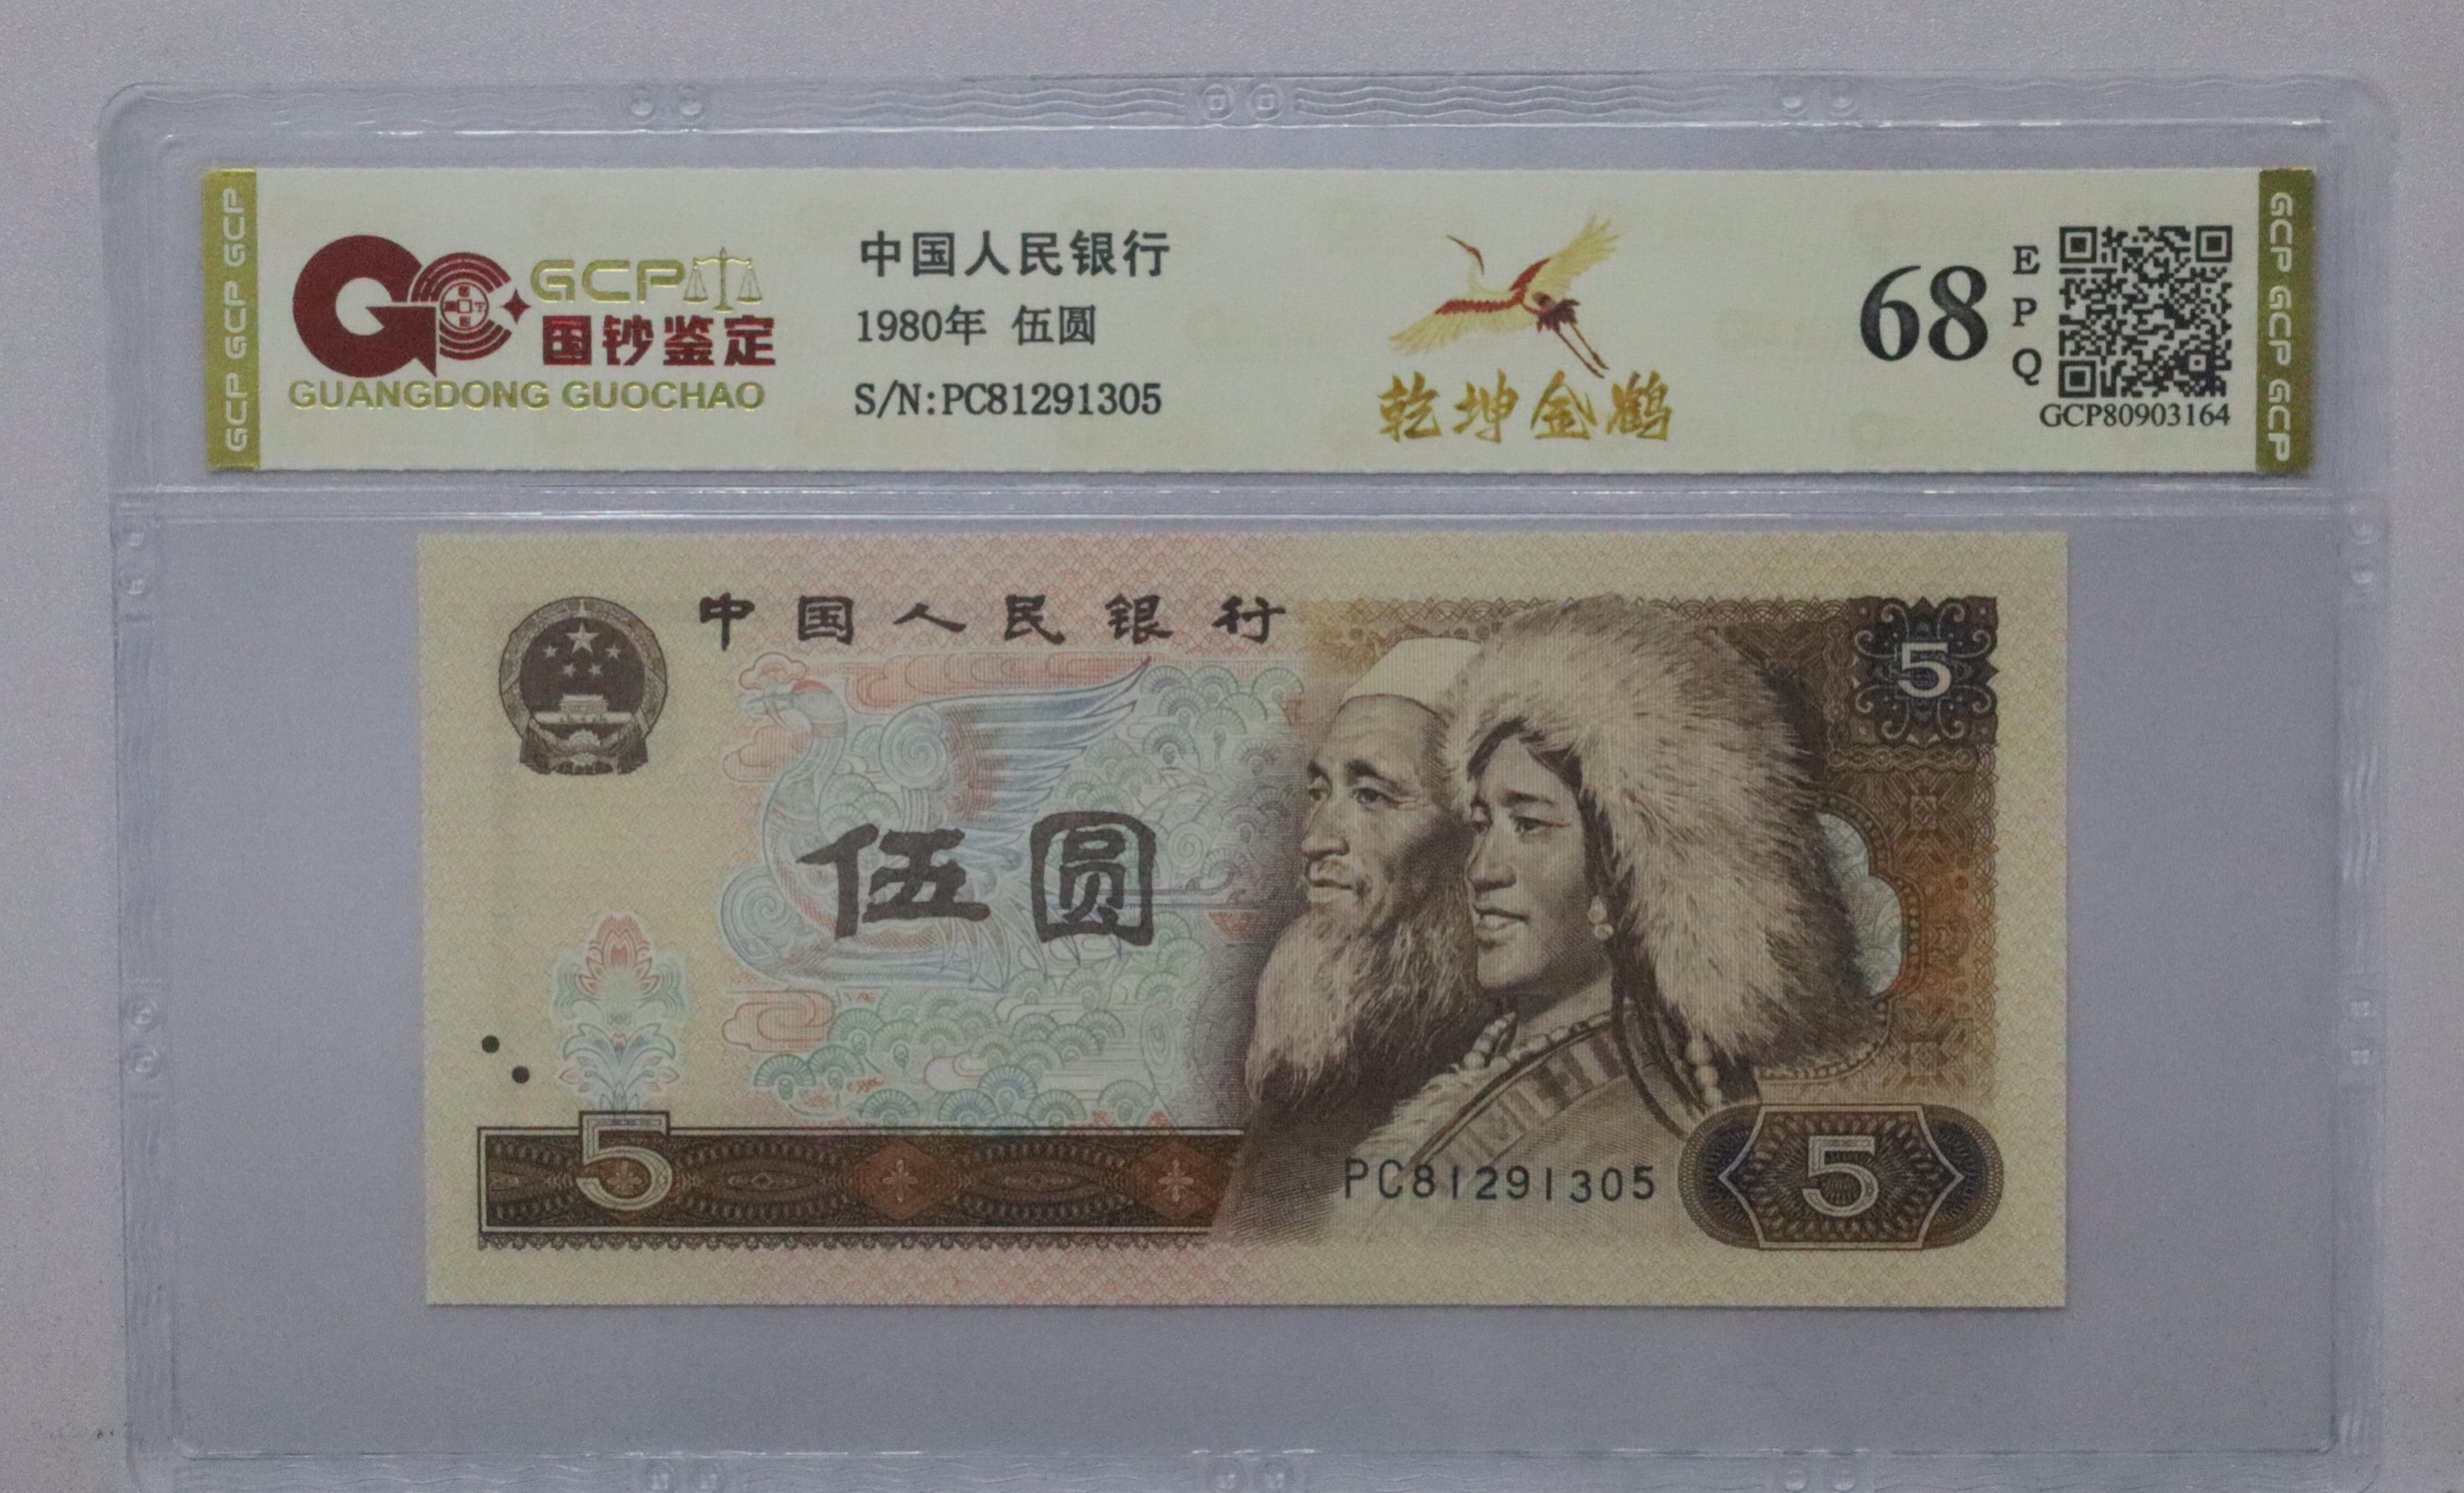 GCP GCP GCP
GCP
国钞鉴定
GUANGDONG GUOCHAO
中国人民银行
1980年 伍圆
S/N:PC81291305
乾坤金鹤
68
E
P
Q
GCP80903164
GCP GCP GCP
中国人民银行
5
伍圆
5
PC81291305
5